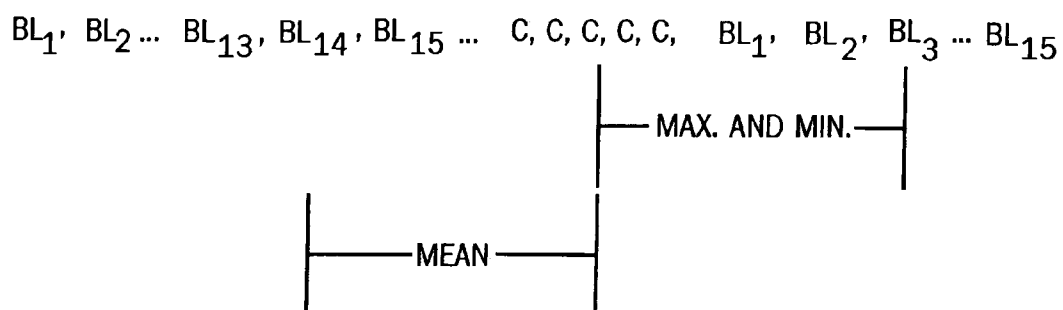 BL₁, BL₂ ... BL₁₃, BL₁₄, BL₁₅ ... C, C, C, C, C, BL₁, BL₂, BL₃ ... BL₁₅
MAX. AND MIN.
MEAN